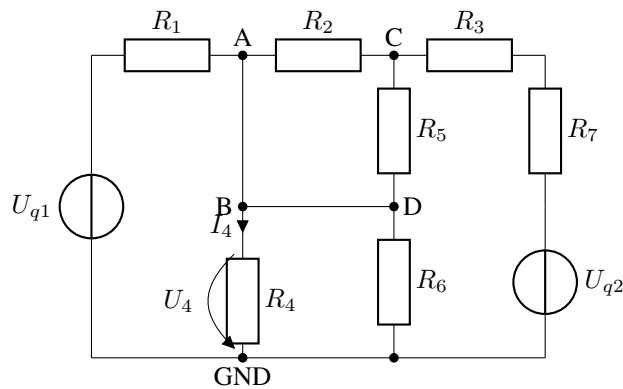 R1 A R2 C R3
R5 R7
Uq1 B D
I4
U4 R4 R6 Uq2
GND